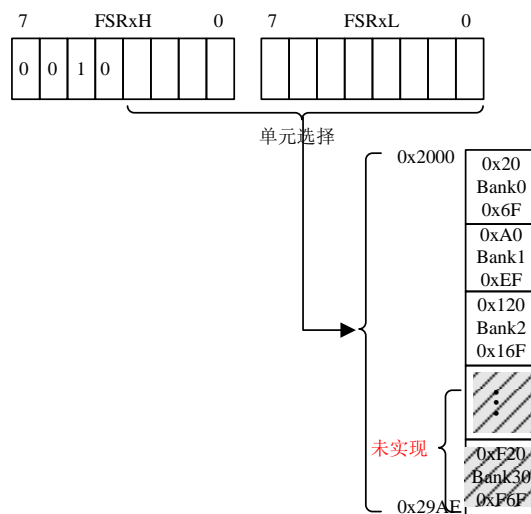 7 FSRxH 0 7 FSRxL 0
0 0 1 0
单元选择
0x2000
0x20
Bank0
0x6F
0xA0
Bank1
0xEF
0x120
Bank2
0x16F
⋮
未实现
0xF20
Bank30
0xF6F
0x29AF